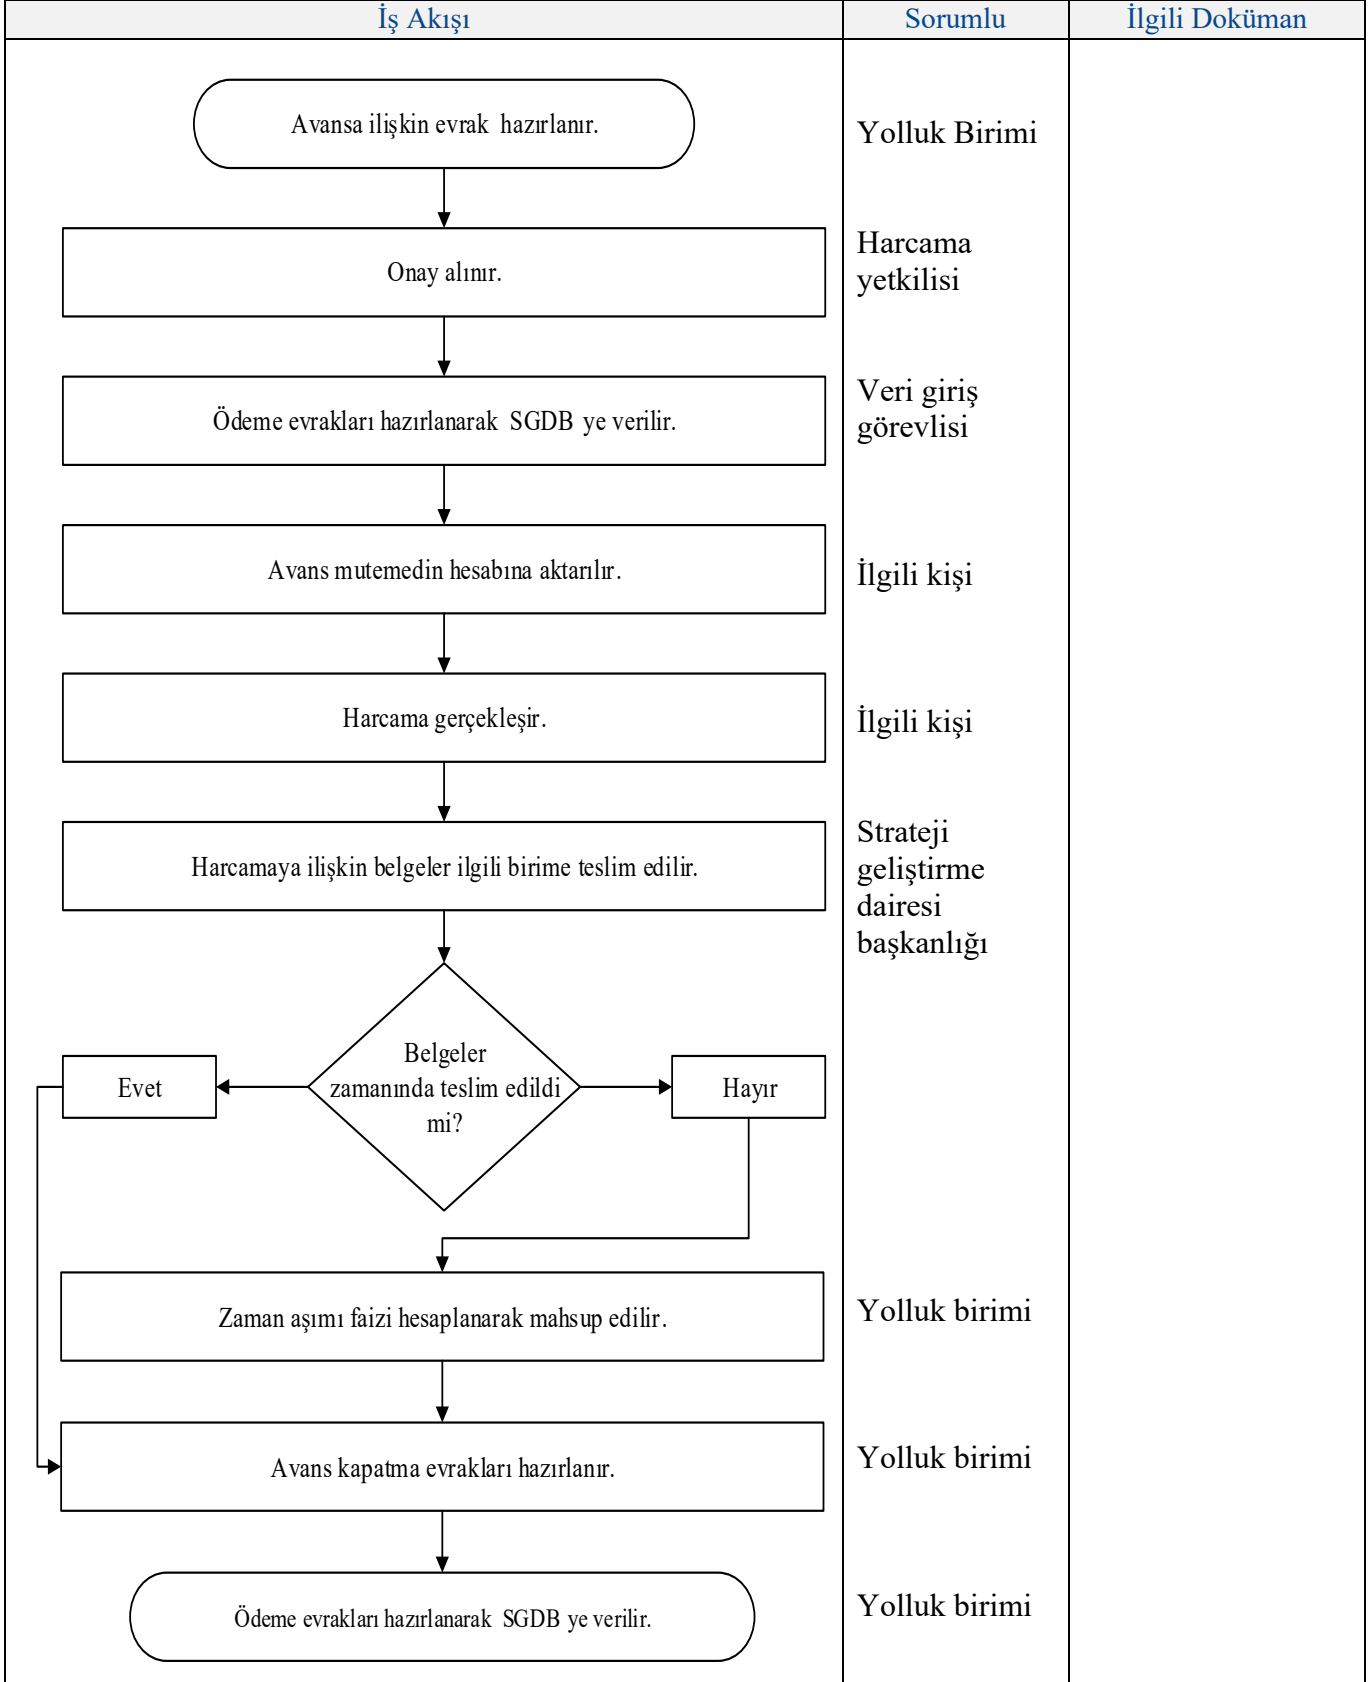 İş Akışı
Sorumlu
İlgili Doküman
Avansa ilişkin evrak hazırlanır.
Yolluk Birimi
Onay alınır.
Harcama
yetkilisi
Ödeme evrakları hazırlanarak SGDB ye verilir.
Veri giriş
görevlisi
Avans mutemedin hesabına aktarılır.
İlgili kişi
Harcama gerçekleşir.
İlgili kişi
Harcamaya ilişkin belgeler ilgili birime teslim edilir.
Strateji
geliştirme
dairesi
başkanlığı
Belgeler
zamanında teslim edildi
mi?
Evet
Hayır
Zaman aşımı faizi hesaplanarak mahsup edilir.
Yolluk birimi
Avans kapatma evrakları hazırlanır.
Yolluk birimi
Ödeme evrakları hazırlanarak SGDB ye verilir.
Yolluk birimi